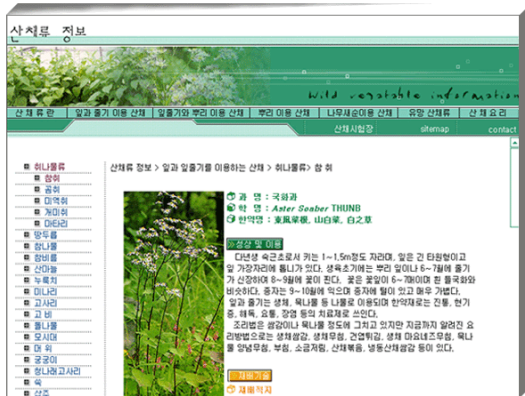 산채류 정보
Wild vegetable information
산 채 류 란 | 잎과 줄기 이용 산채 | 잎줄기와 뿌리 이용 산채 | 뿌리 이용 산채 | 나무새순이용 산채 | 유망 산채류 | 산 채 요 리
산채시험장 sitemap contact
취나물류
참취
곰취
미역취
개미취
마타리
땅두릅
참나물
참비름
산마늘
누룩치
미나리
고사리
고 비
돌나물
모시대
머 위
궁궁이
청나래고사리
쑥
산조
산채류 정보 > 잎과 잎줄기를 이용하는 산채 > 취나물류> 참 취
과 명 : 국화과
학 명 : Aster Scaber THUNB
한약명 : 東風菜根, 山白菜, 白之草
성상 및 이용
다년생 숙근초로서 키는 1~1.5m정도 자라며, 잎은 긴 타원형이고
잎 가장자리에 톱니가 있다. 생육초기에는 뿌리 잎이나 6~7월에 줄기
가 신장하여 8~9월에 꽃이 핀다. 꽃은 꽃잎이 6~7매이며 흰 들국화와
비슷하다. 종자는 9~10월에 익으며 종자에 털이 있고 매우 가볍다.
잎과 줄기는 생채, 묵나물 등 나물로 이용되며 한약재로는 진통, 현기
증, 해독, 요통, 장염 등의 치료제로 쓰인다.
조리법은 쌈감이나 묵나물 정도에 그치고 있지만 지금까지 알려진 요
리방법으로는 생채쌈감, 생채무침, 건엽튀김, 생채 마요네즈무침, 묵나
물 양념무침, 부침, 소금저림, 산채볶음, 냉동산채쌈감 등이 있다.
재배기술
재배적지